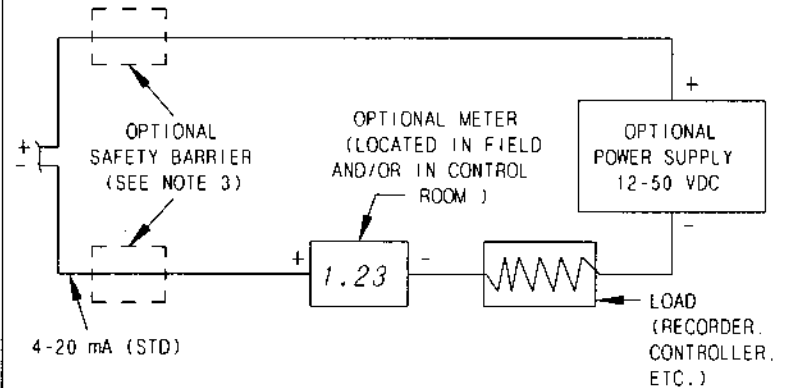 +
-
OPTIONAL
SAFETY BARRIER
(SEE NOTE 3)
4-20 mA (STD)
OPTIONAL METER
(LOCATED IN FIELD
AND/OR IN CONTROL
ROOM )
+
1.23
-
+
OPTIONAL
POWER SUPPLY
12-50 VDC
-
LOAD
(RECORDER.
CONTROLLER.
ETC.)